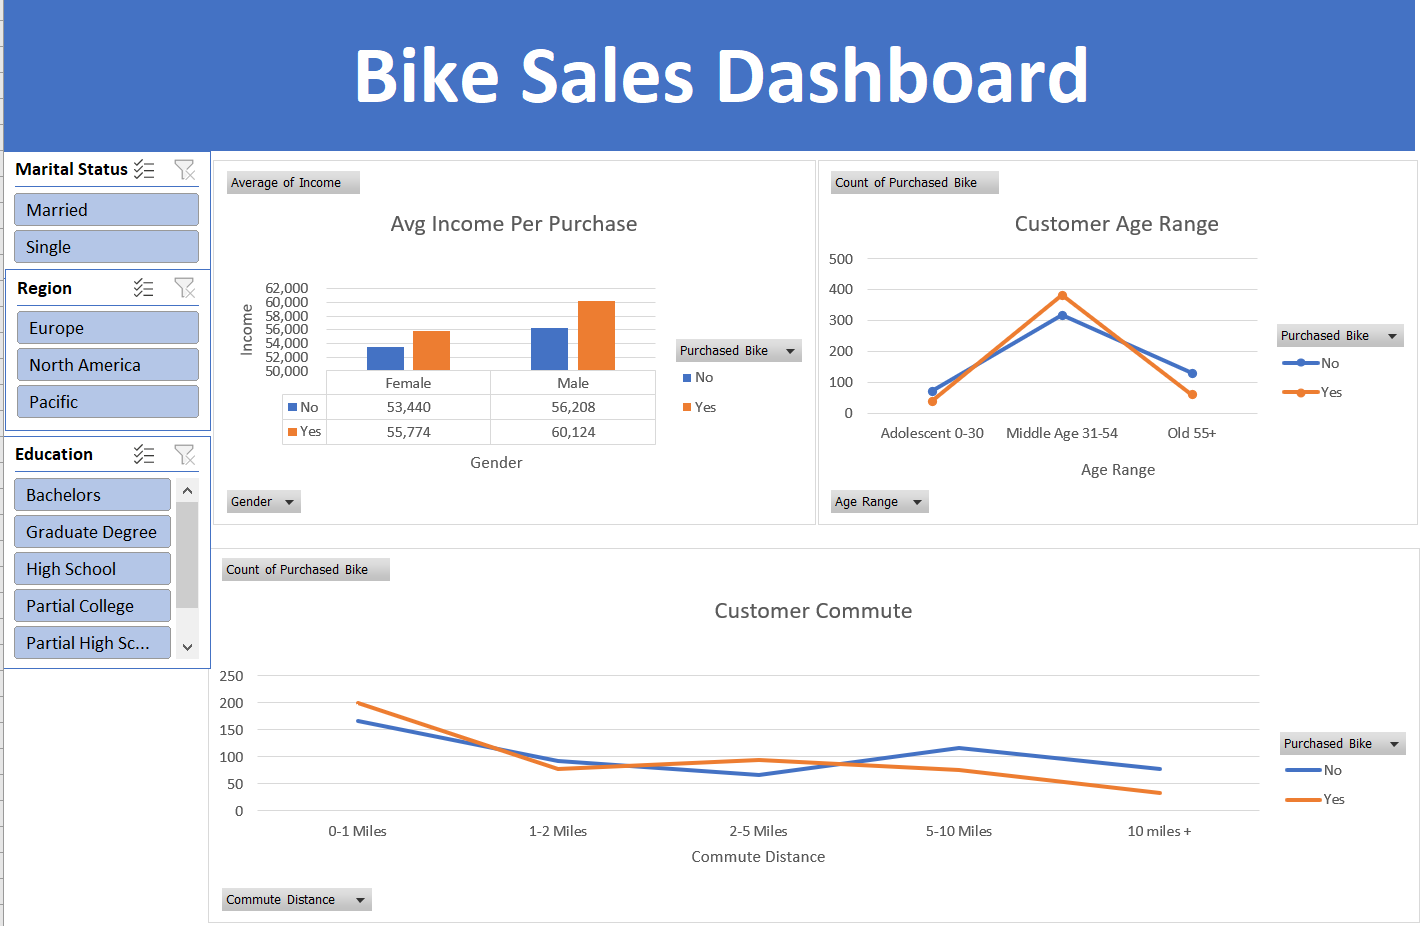 Bike Sales Dashboard
Marital Status
Married
Single
Region
Europe
North America
Pacific
Education
Bachelors
Graduate Degree
High School
Partial College
Partial High Sc...
Average of Income
Avg Income Per Purchase
Income
62,000
60,000
58,000
56,000
54,000
52,000
50,000
Female Male
No 53,440 56,208
Yes 55,774 60,124
Gender
Purchased Bike
No
Yes
Gender
Count of Purchased Bike
Customer Age Range
500
400
300
200
100
0
Adolescent 0-30 Middle Age 31-54 Old 55+
Age Range
Purchased Bike
No
Yes
Age Range
Count of Purchased Bike
Customer Commute
250
200
150
100
50
0
0-1 Miles 1-2 Miles 2-5 Miles 5-10 Miles 10 miles +
Commute Distance
Purchased Bike
No
Yes
Commute Distance